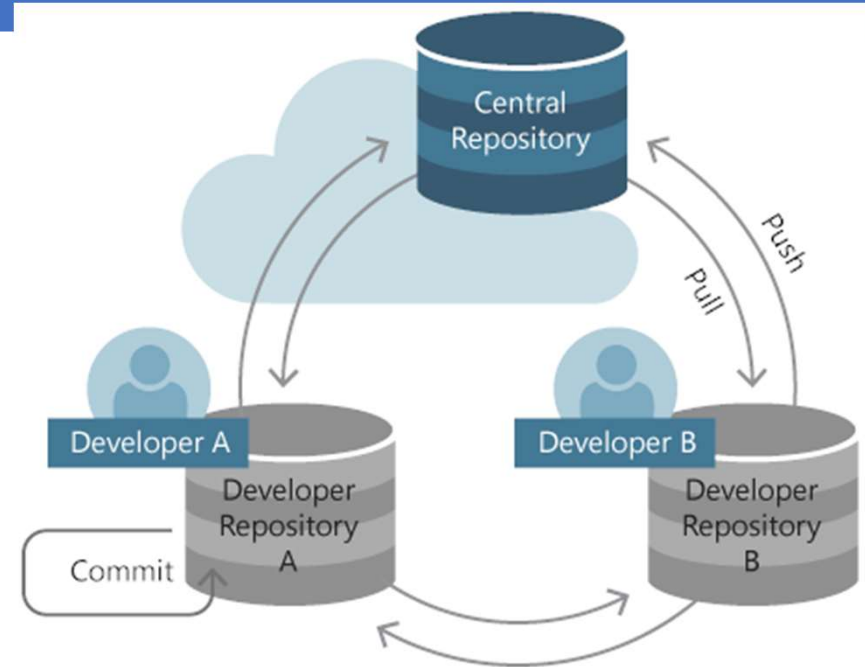 Central
Repository
Push
Pull
Developer A
Developer B
Developer
Repository
A
Developer
Repository
B
Commit